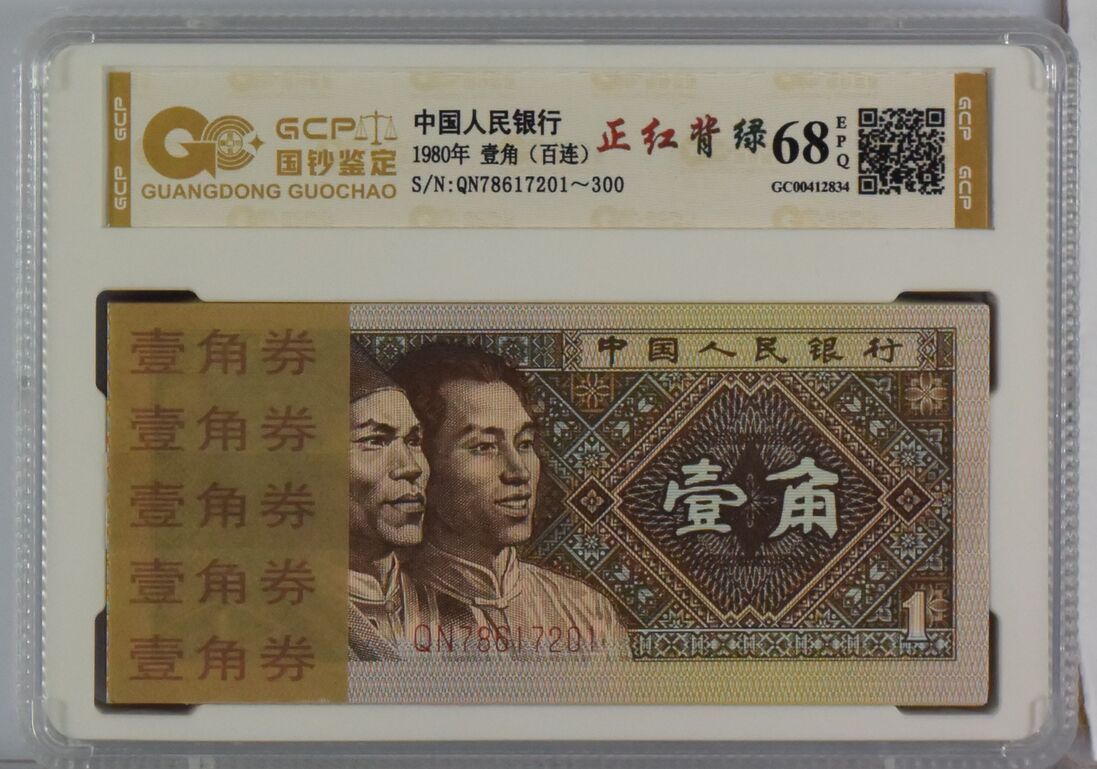 GCP
GCP
GC
GCP
国钞鉴定
GUANGDONG GUOCHAO
中国人民银行
1980年 壹角（百连）
S/N:QN78617201～300
正红背绿
68
EPQ
GC00412834
GCP
GCP
壹角券
壹角券
壹角券
壹角券
壹角券
中国人民银行
壹角
QN78617201
1